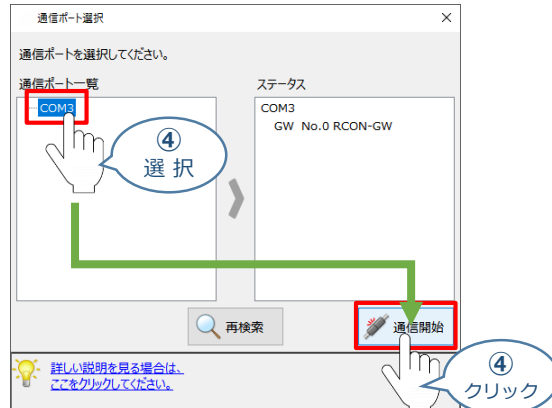 通信ポート選択
通信ポートを選択してください。
通信ポート一覧
ステータス
COM3
COM3
GW No.0 RCON-GW
④
選 択
再検索
通信開始
詳しい説明を見る場合は、
ここをクリックしてください。
④
クリック